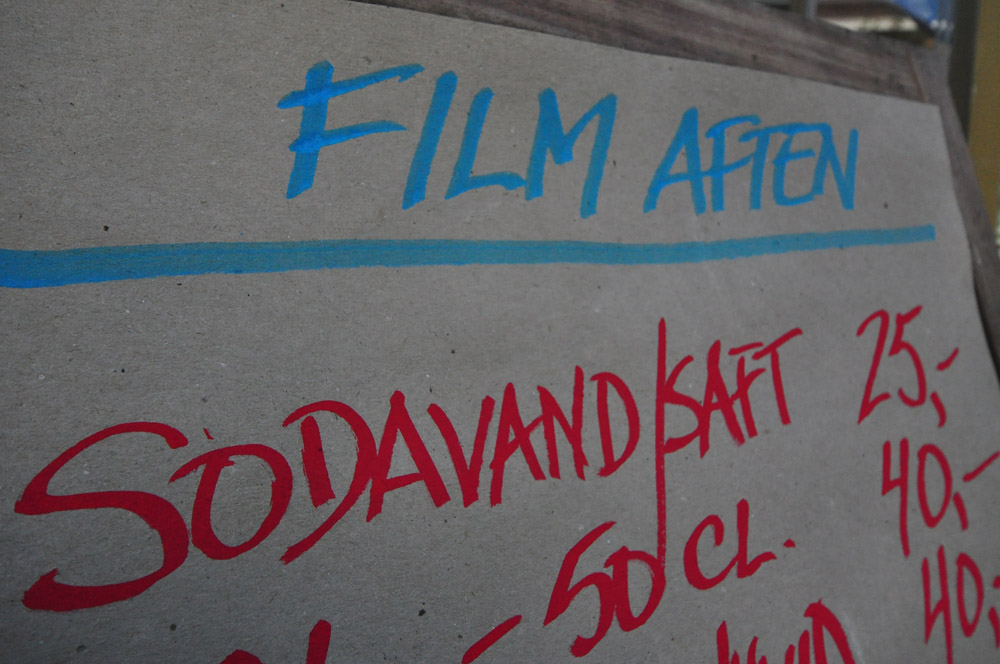 FILM AFTEN
SODAVAND/SAFT 25,-
50 CL. 40,-
40,